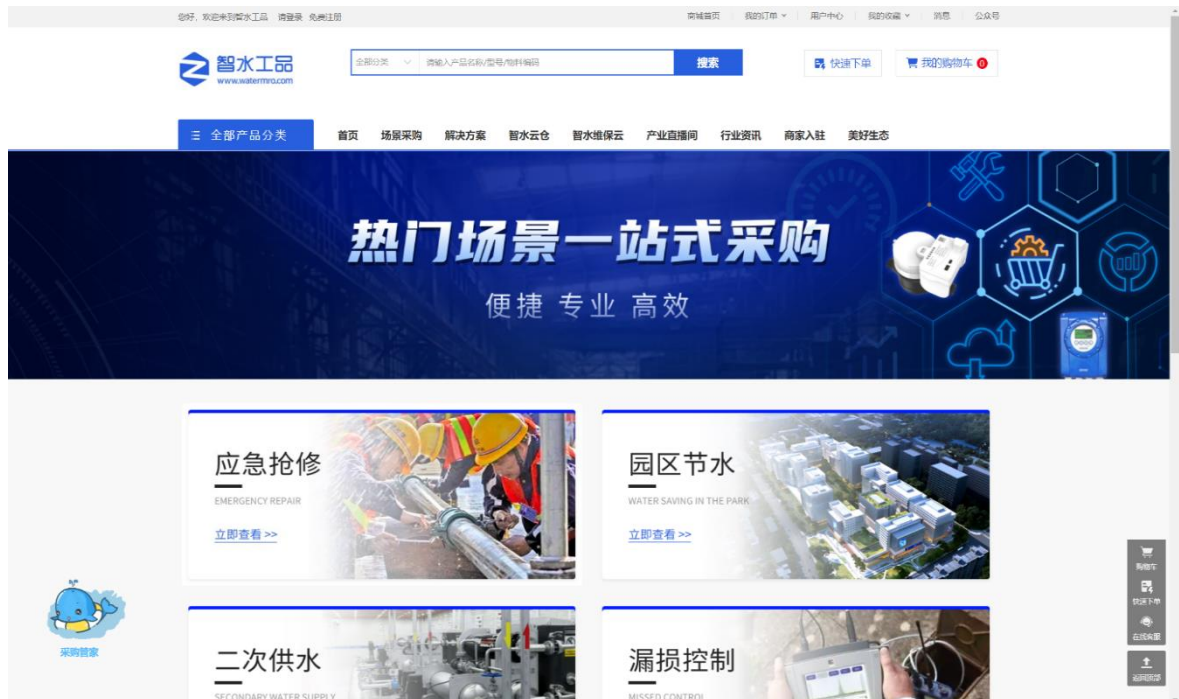 您好，欢迎来到智水工品 请登录 免费注册
商城首页 我的订单 用户中心 我的收藏 消息 公众号
智水工品
www.watermro.com
全部分类 请输入产品名称/型号/物料编码 搜索
快速下单 我的购物车 0
全部产品分类 首页 场景采购 解决方案 智水云仓 智水维保云 产业直播间 行业资讯 商家入驻 美好生态
热门场景一站式采购
便捷 专业 高效
应急抢修
EMERGENCY REPAIR
立即查看 >>
园区节水
WATER SAVING IN THE PARK
立即查看 >>
购物车
快速下单
在线客服
返回顶部
采购管家
二次供水
SECONDARY WATER SUPPLY
漏损控制
MISSED CONTROL